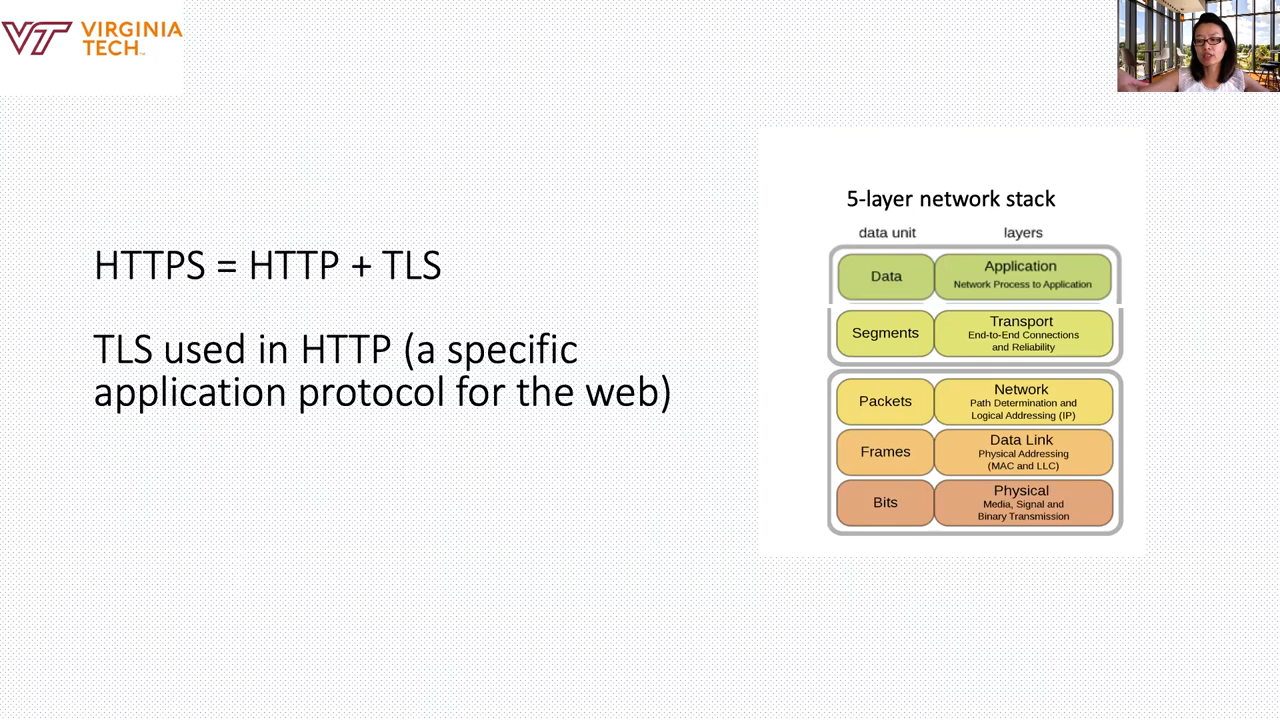 VT VIRGINIA
TECH™
HTTPS = HTTP + TLS
TLS used in HTTP (a specific
application protocol for the web)
5-layer network stack
data unit layers
Data Application
Network Process to Application
Segments Transport
End-to-End Connections
and Reliability
Packets Network
Path Determination and
Logical Addressing (IP)
Frames Data Link
Physical Addressing
(MAC and LLC)
Bits Physical
Media, Signal and
Binary Transmission